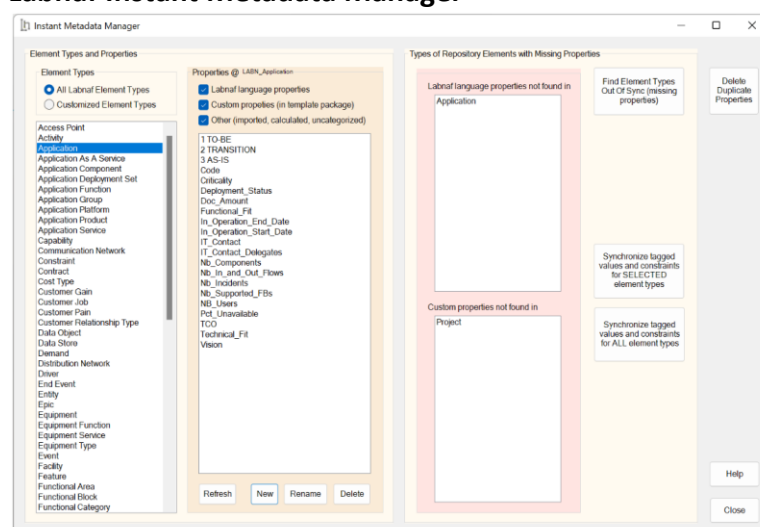 Labnaf Instant Metadata Manager
Instant Metadata Manager
Element Types and Properties
Element Types
All Labnaf Element Types
Customized Element Types
Access Point
Activity
Application
Application As A Service
Application Component
Application Deployment Set
Application Function
Application Group
Application Platform
Application Product
Application Service
Capability
Communication Network
Constraint
Contract
Cost Type
Customer Gain
Customer Job
Customer Pain
Customer Relationship Type
Data Object
Data Store
Demand
Distribution Network
Driver
End Event
Entity
Epic
Equipment
Equipment Function
Equipment Service
Equipment Type
Event
Facility
Feature
Functional Area
Functional Block
Functional Category
Properties @ LABN_Application
Labnaf language properties
Custom propeties (in template package)
Other (imported, calculated, uncategorized)
1 TO-BE
2 TRANSITION
3 AS-IS
Code
Criticality
Deployment_Status
Doc_Amount
Functional_Fit
In_Operation_End_Date
In_Operation_Start_Date
IT_Contact
IT_Contact_Delegates
Nb_Components
Nb_In_and_Out_Flows
Nb_Incidents
Nb_Supported_FBs
NB_Users
Pct_Unavailable
TCO
Technical_Fit
Vision
Refresh
New
Rename
Delete
Types of Repository Elements with Missing Properties
Labnaf language properties not found in
Application
Custom properties not found in
Project
Find Element Types
Out Of Sync (missing
properties)
Synchronize tagged
values and constraints
for SELECTED
element types
Synchronize tagged
values and constraints
for ALL element types
Delete
Duplicate
Properties
Help
Close